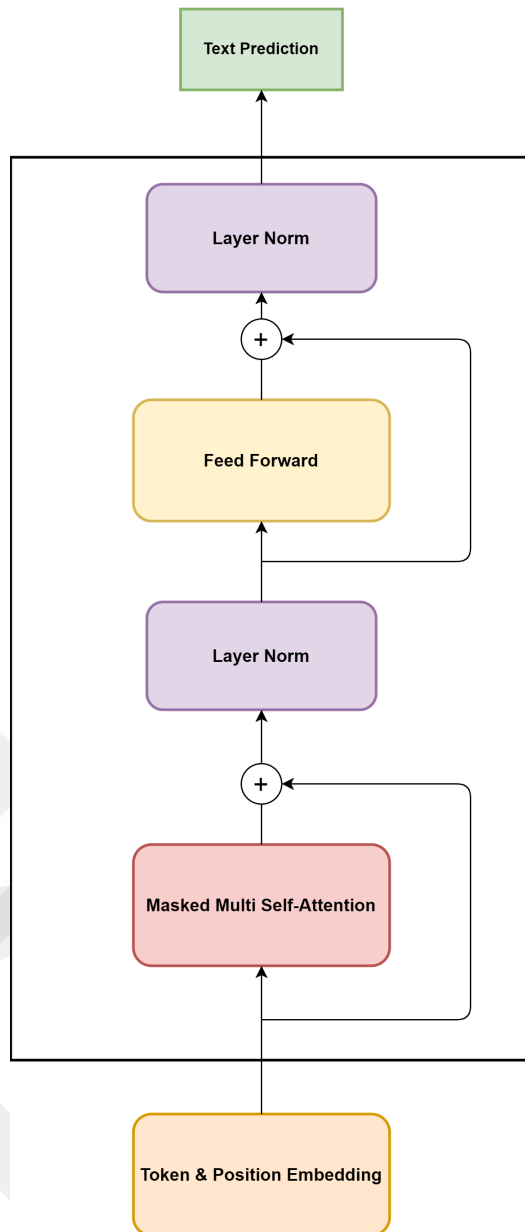 Text Prediction
Layer Norm
+
Feed Forward
Layer Norm
+
Masked Multi Self-Attention
Token & Position Embedding